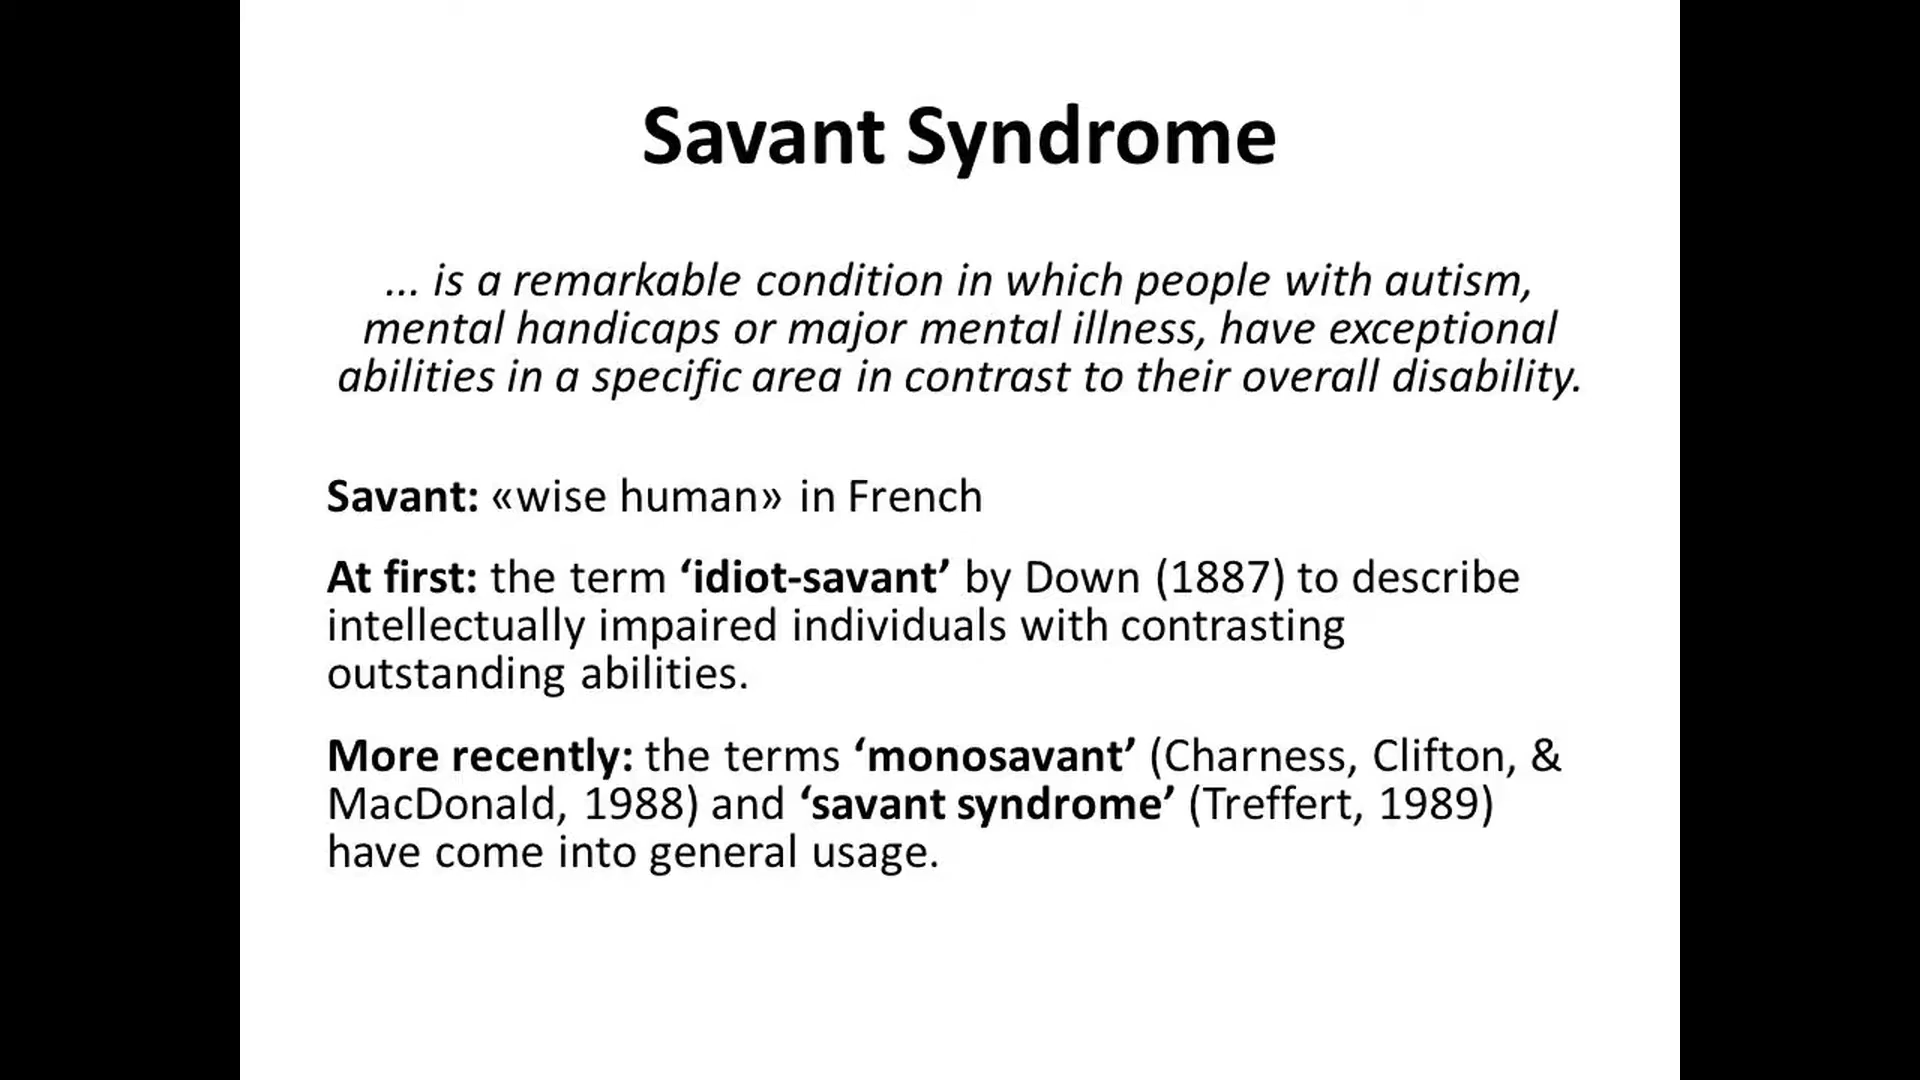 Savant Syndrome
... is a remarkable condition in which people with autism,
mental handicaps or major mental illness, have exceptional
abilities in a specific area in contrast to their overall disability.
Savant: «wise human» in French
At first: the term ‘idiot-savant’ by Down (1887) to describe
intellectually impaired individuals with contrasting
outstanding abilities.
More recently: the terms ‘monosavant’ (Charness, Clifton, &
MacDonald, 1988) and ‘savant syndrome’ (Treffert, 1989)
have come into general usage.